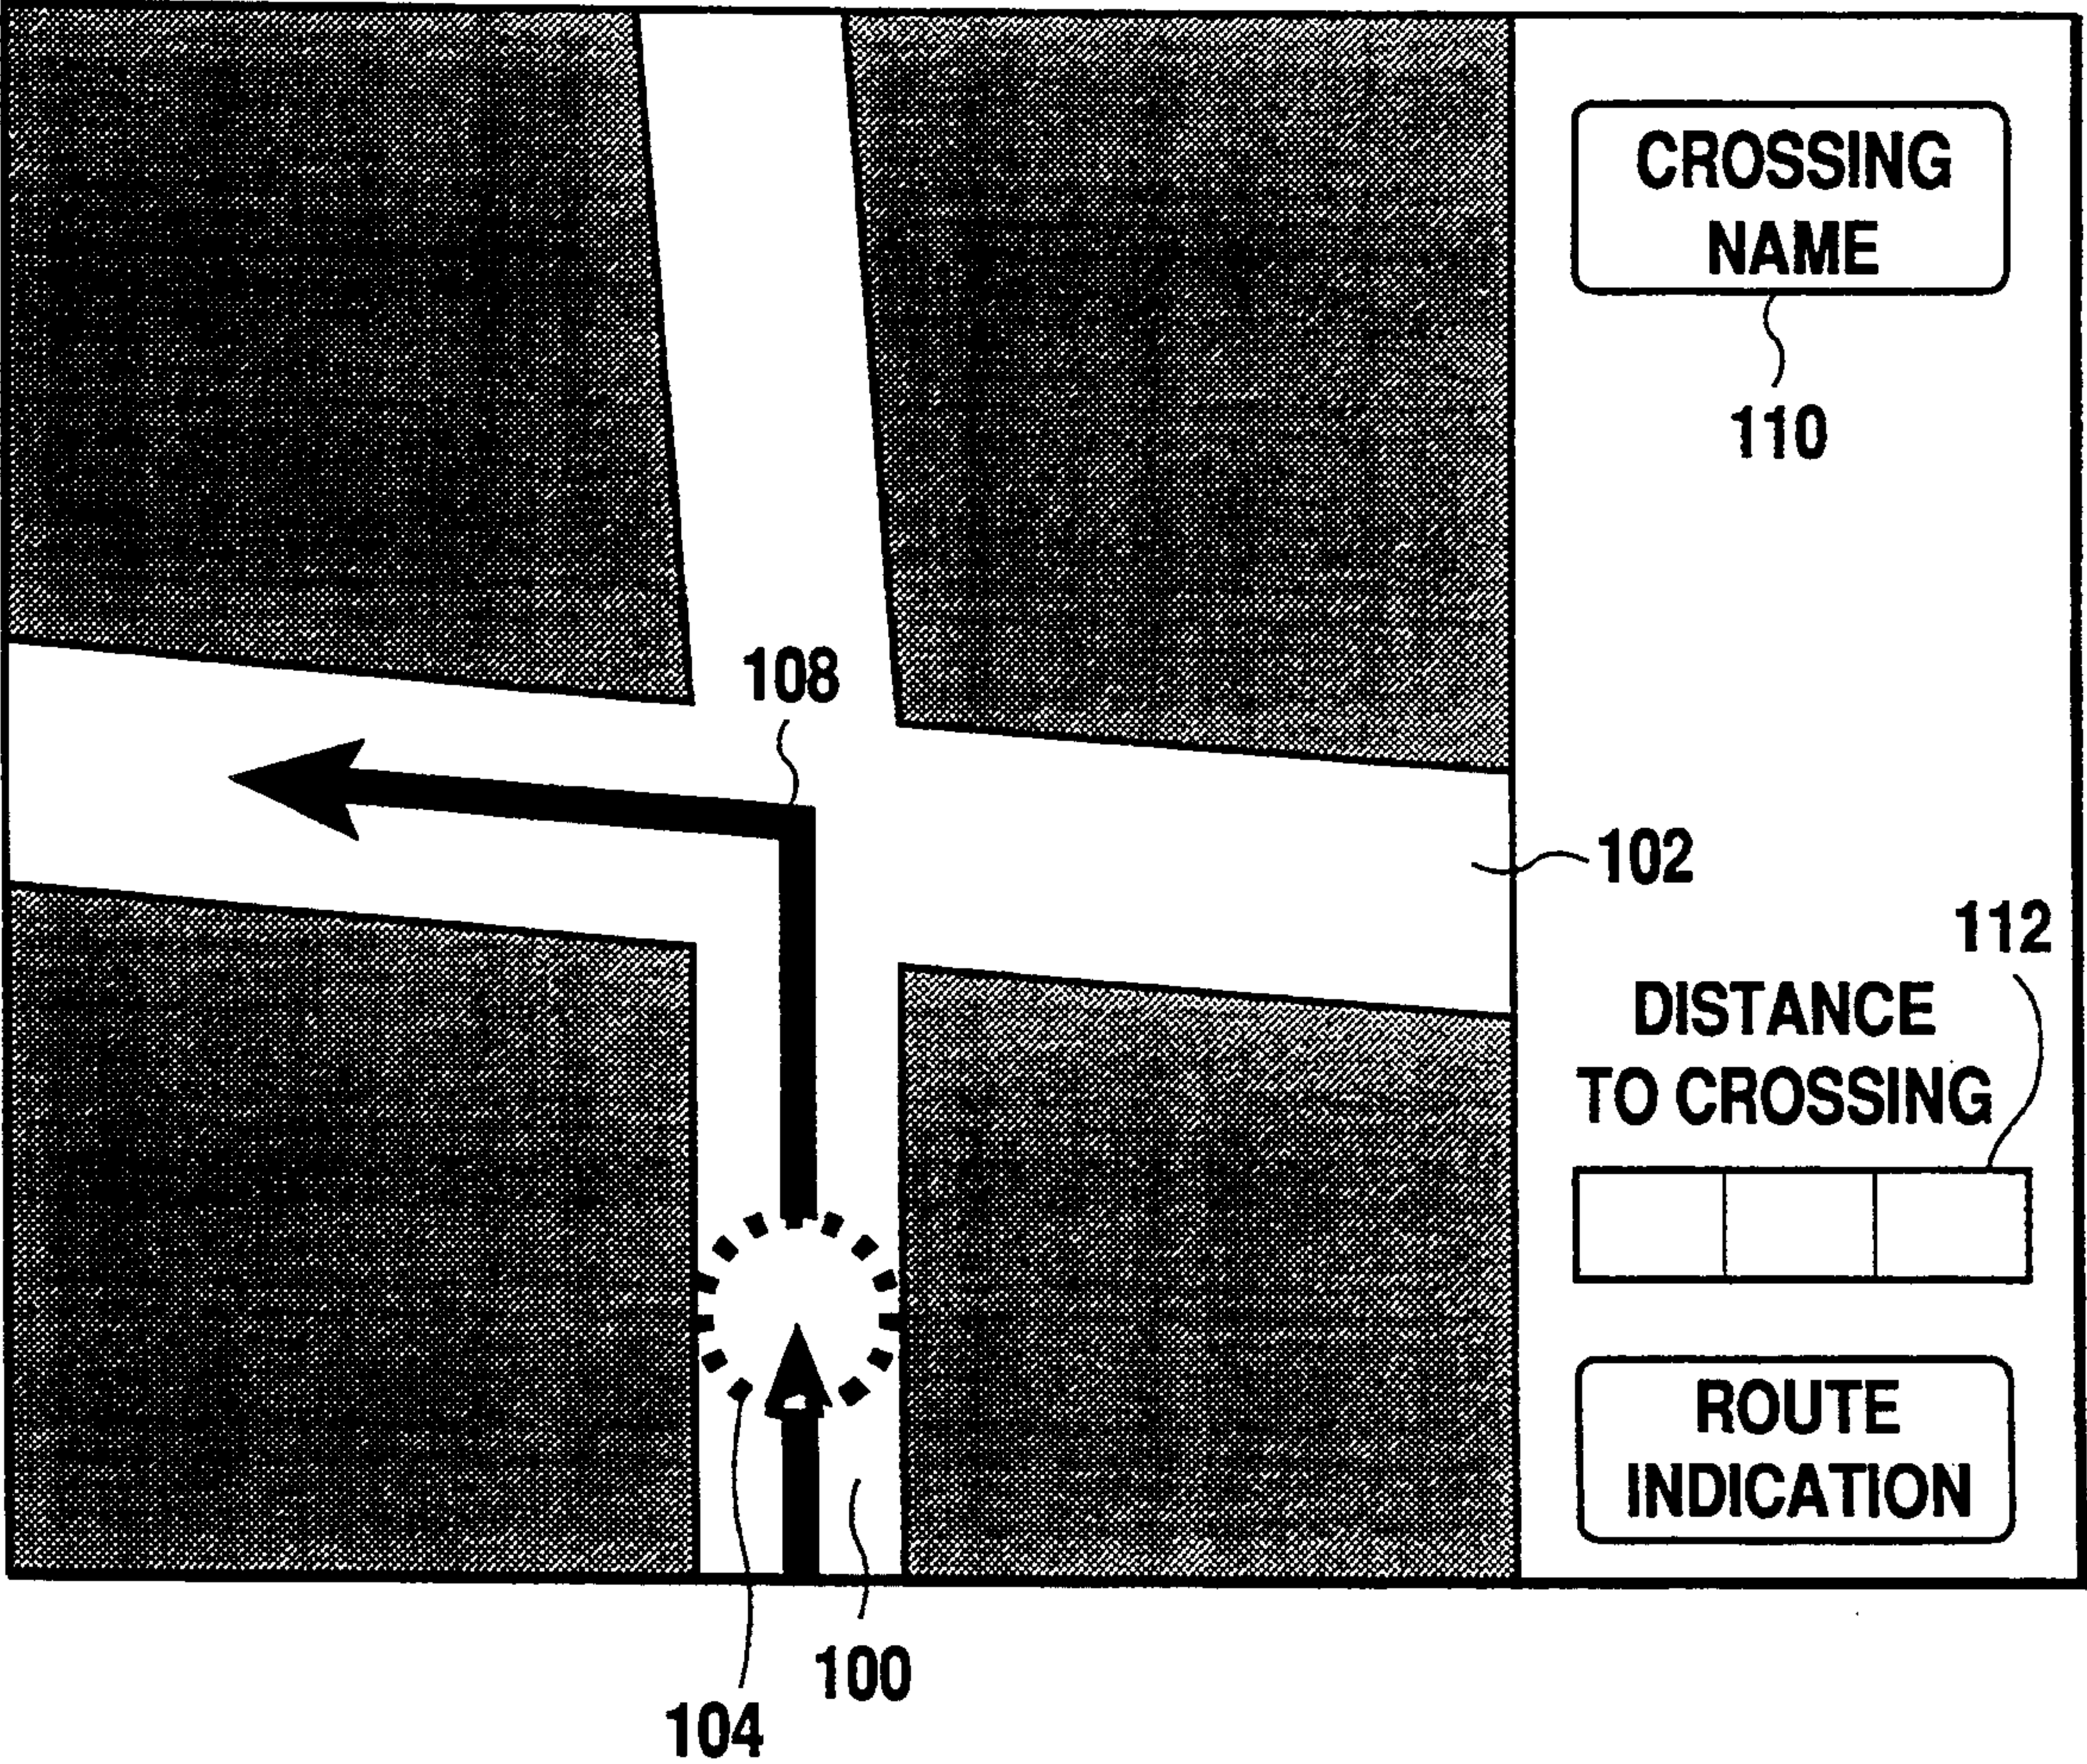 CROSSING
NAME
110
108
102
112
DISTANCE
TO CROSSING
ROUTE
INDICATION
100
104